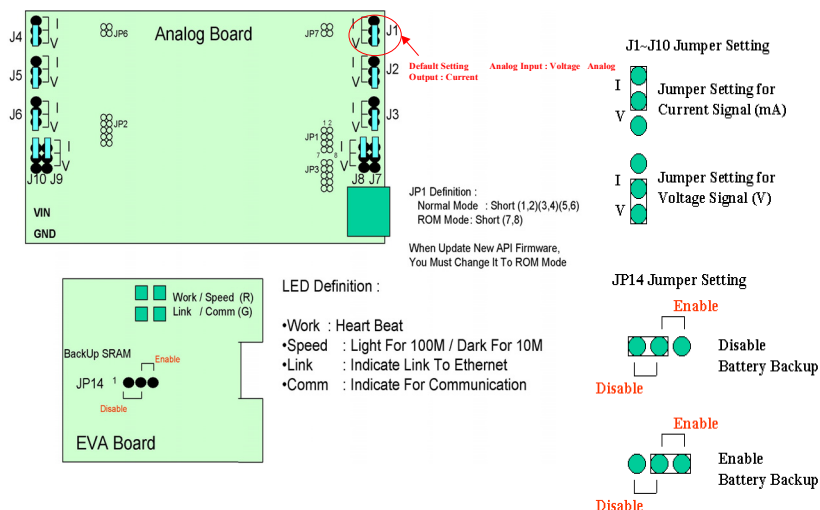 Analog Board
J4
I
V
JP6
JP7
I
V
J1
J5
I
V
I
V
J2
J6
I
V
JP2
1 2
JP1
7 8
JP3
I
V
J3
I
V
I
V
J10 J9
J8 J7
VIN
GND
Default Setting Analog Input : Voltage Analog
Output : Current
JP1 Definition :
Normal Mode : Short (1,2)(3,4)(5,6)
ROM Mode: Short (7,8)
When Update New API Firmware,
You Must Change It To ROM Mode
J1~J10 Jumper Setting
I
V
Jumper Setting for
Current Signal (mA)
I
V
Jumper Setting for
Voltage Signal (V)
Work / Speed (R)
Link / Comm (G)
BackUp SRAM
Enable
JP14 1
Disable
EVA Board
LED Definition :
•Work : Heart Beat
•Speed : Light For 100M / Dark For 10M
•Link : Indicate Link To Ethernet
•Comm : Indicate For Communication
JP14 Jumper Setting
Enable
Disable
Disable
Battery Backup
Enable
Disable
Enable
Battery Backup